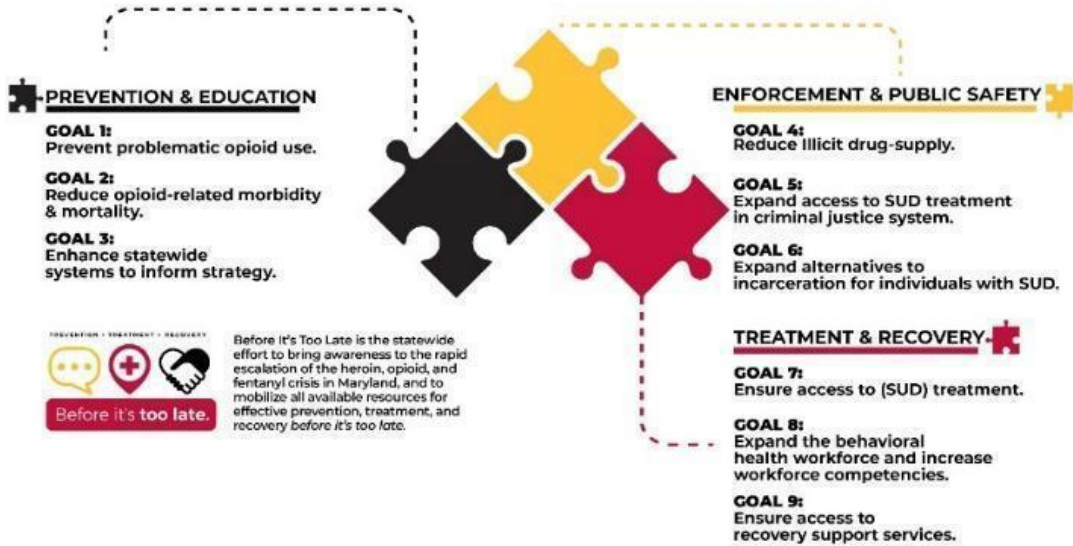 PREVENTION & EDUCATION
GOAL 1:
Prevent problematic opioid use.
GOAL 2:
Reduce opioid-related morbidity
& mortality.
GOAL 3:
Enhance statewide
systems to inform strategy.
PREVENTION • TREATMENT • RECOVERY
Before it's too late.
Before It's Too Late is the statewide
effort to bring awareness to the rapid
escalation of the heroin, opioid, and
fentanyl crisis in Maryland, and to
mobilize all available resources for
effective prevention, treatment, and
recovery before it's too late.
ENFORCEMENT & PUBLIC SAFETY
GOAL 4:
Reduce Illicit drug-supply.
GOAL 5:
Expand access to SUD treatment
in criminal justice system.
GOAL 6:
Expand alternatives to
incarceration for individuals with SUD.
TREATMENT & RECOVERY
GOAL 7:
Ensure access to (SUD) treatment.
GOAL 8:
Expand the behavioral
health workforce and increase
workforce competencies.
GOAL 9:
Ensure access to
recovery support services.